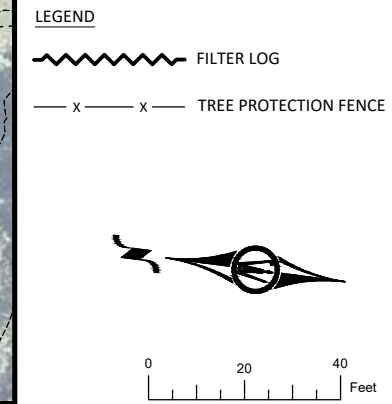 LEGEND
FILTER LOG
x x TREE PROTECTION FENCE
N
0 20 40
Feet